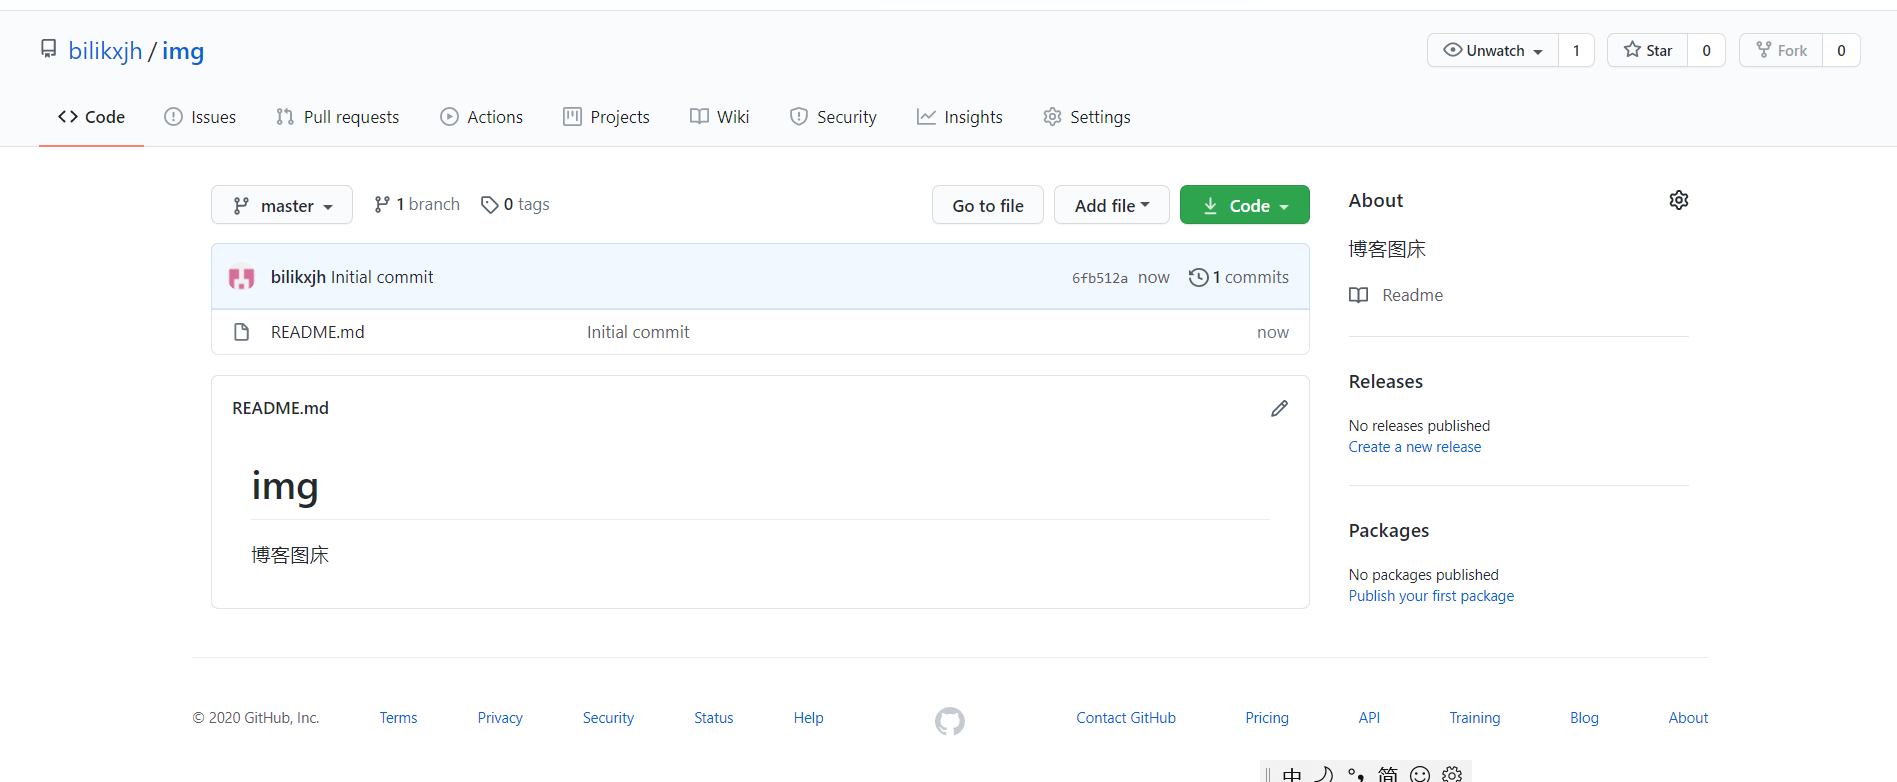 bilikxjh / img
Unwatch 1 Star 0 Fork 0
Code Issues Pull requests Actions Projects Wiki Security Insights Settings
master 1 branch 0 tags Go to file Add file Code
About
博客图床
Readme
bilikxjh Initial commit 6fb512a now 1 commits
README.md Initial commit now
Releases
No releases published
Create a new release
README.md
img
博客图床
Packages
No packages published
Publish your first package
© 2020 GitHub, Inc. Terms Privacy Security Status Help Contact GitHub Pricing API Training Blog About
中 °, 简